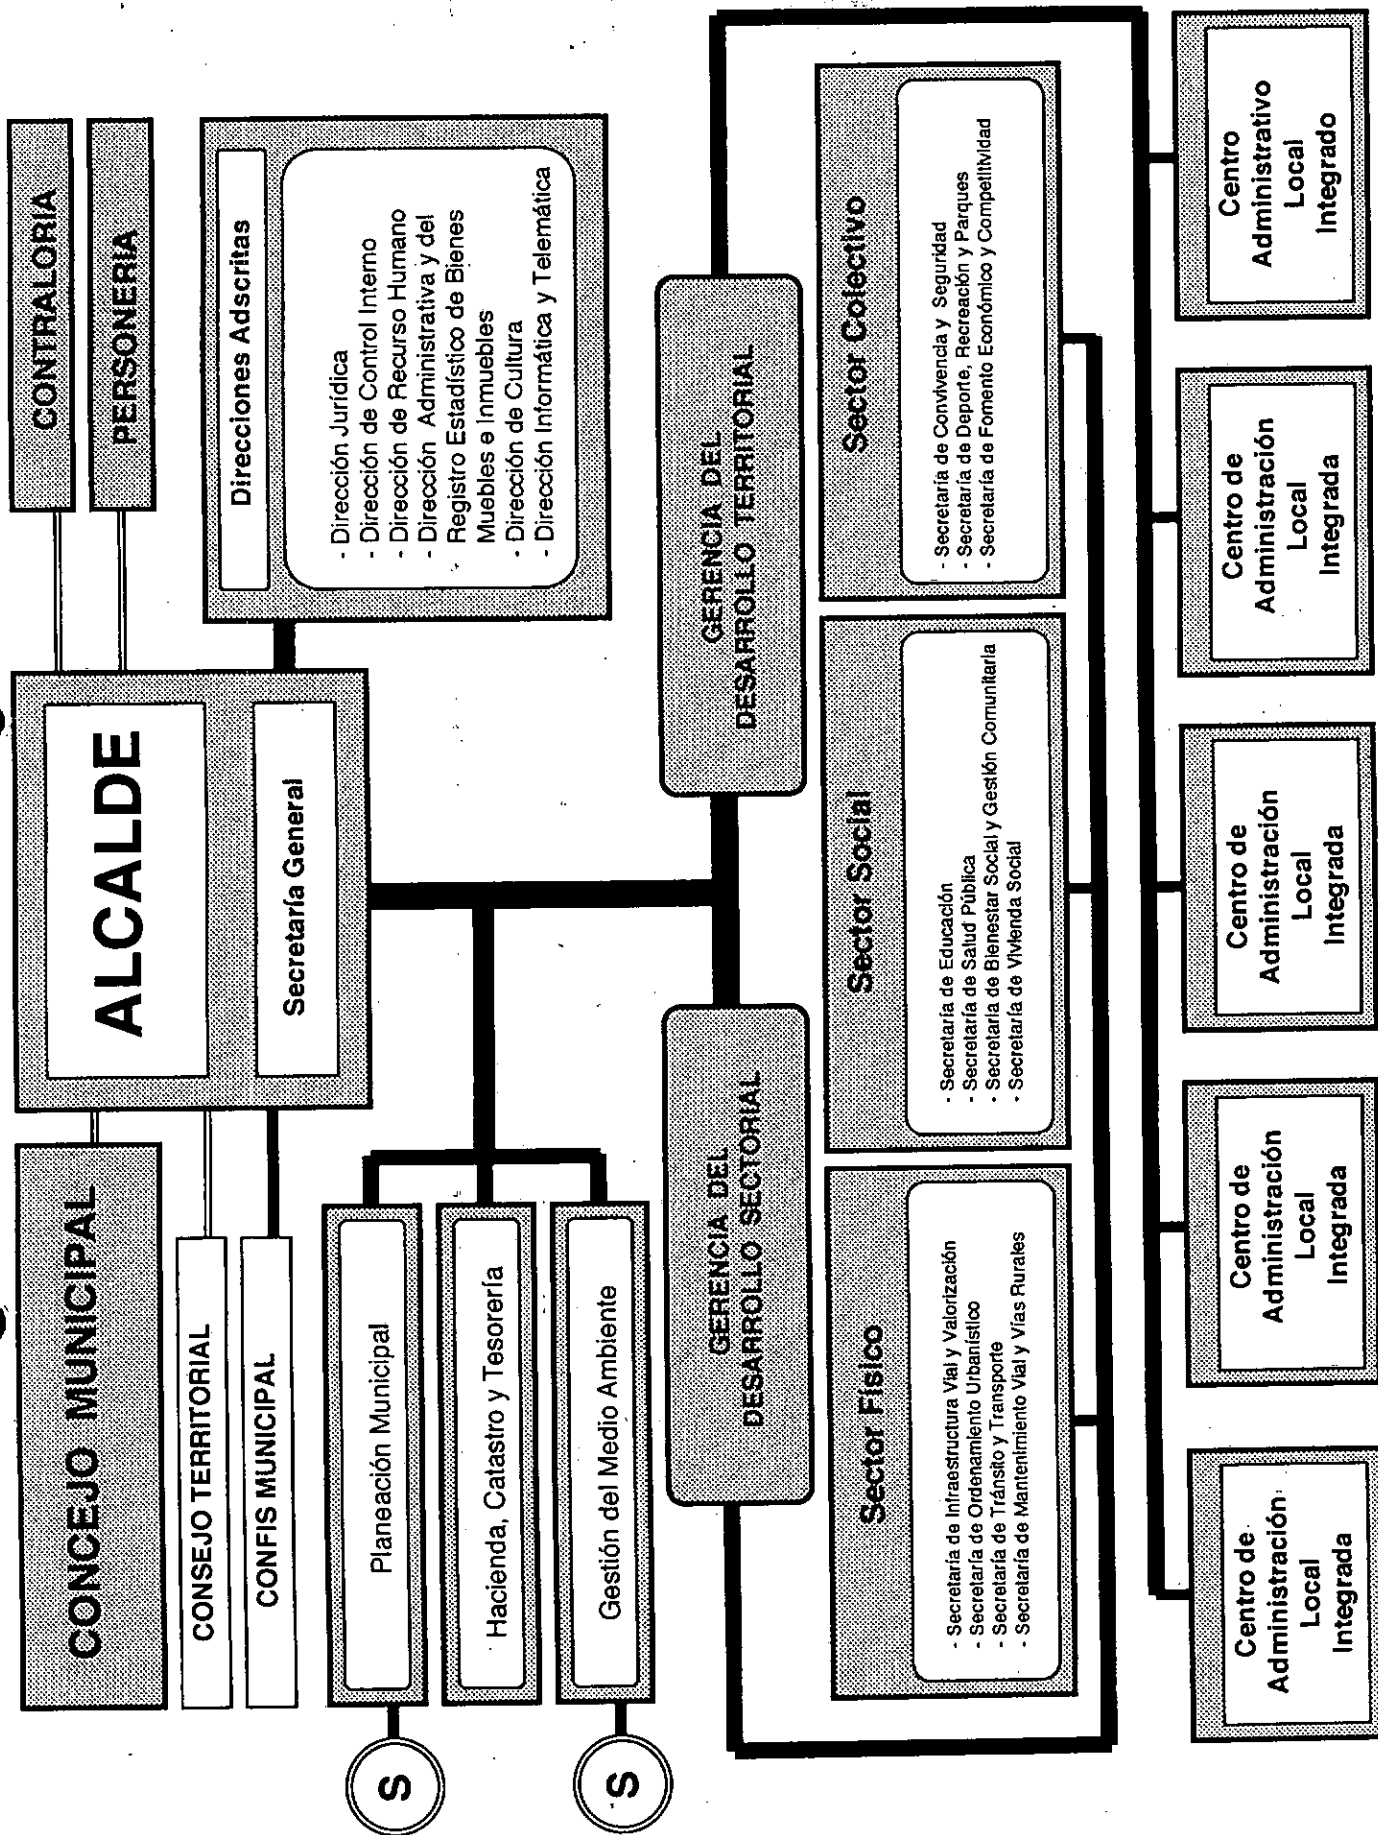 CONCEJO MUNICIPAL
ALCALDE
Secretaría General
CONTRALORIA
PERSONERIA
CONSEJO TERRITORIAL
CONFIS MUNICIPAL
Direcciones Adscritas
- Dirección Jurídica
- Dirección de Control Interno
- Dirección de Recurso Humano
- Dirección Administrativa y del
Registro Estadístico de Bienes
Muebles e Inmuebles
- Dirección de Cultura
- Dirección Informática y Telemática
S
Planeación Municipal
Hacienda, Catastro y Tesorería
S
Gestión del Medio Ambiente
GERENCIA DEL
DESARROLLO SECTORIAL
GERENCIA DEL
DESARROLLO TERRITORIAL
Sector Físico
- Secretaría de Infraestructura Vial y Valorización
- Secretaría de Ordenamiento Urbanístico
- Secretaría de Tránsito y Transporte
- Secretaría de Mantenimiento Vial y Vías Rurales
Sector Social
- Secretaría de Educación
- Secretaría de Salud Pública
- Secretaría de Bienestar Social y Gestión Comunitaria
- Secretaría de Vivienda Social
Sector Colectivo
- Secretaría de Convivencia y Seguridad
- Secretaría de Deporte, Recreación y Parques
- Secretaría de Fomento Económico y Competitividad
Centro de
Administración
Local
Integrada
Centro de
Administración
Local
Integrada
Centro de
Administración
Local
Integrada
Centro de
Administración
Local
Integrada
Centro
Administrativo
Local
Integrado